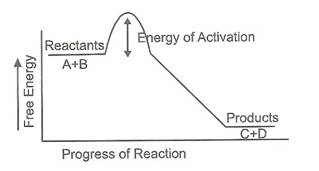 Reactants
A+B
Energy of Activation
Free Energy
Products
C+D
Progress of Reaction